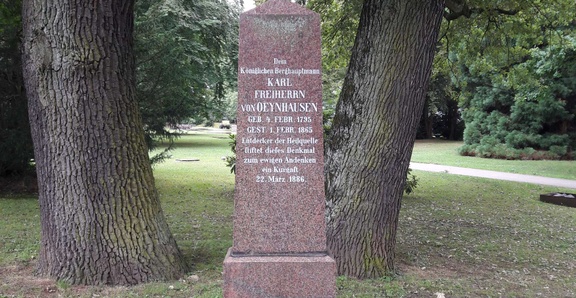 Dem
Königlichen Berghauptmann
KARL
FREIHERRN
VON OEYNHAUSEN
GEB. 4. FEBR. 1795
GEST. 1. FEBR. 1865
Entdecker der Heilquelle
stiftet dieses Denkmal
zum ewigen Andenken
ein Kurgast
22. März 1886.